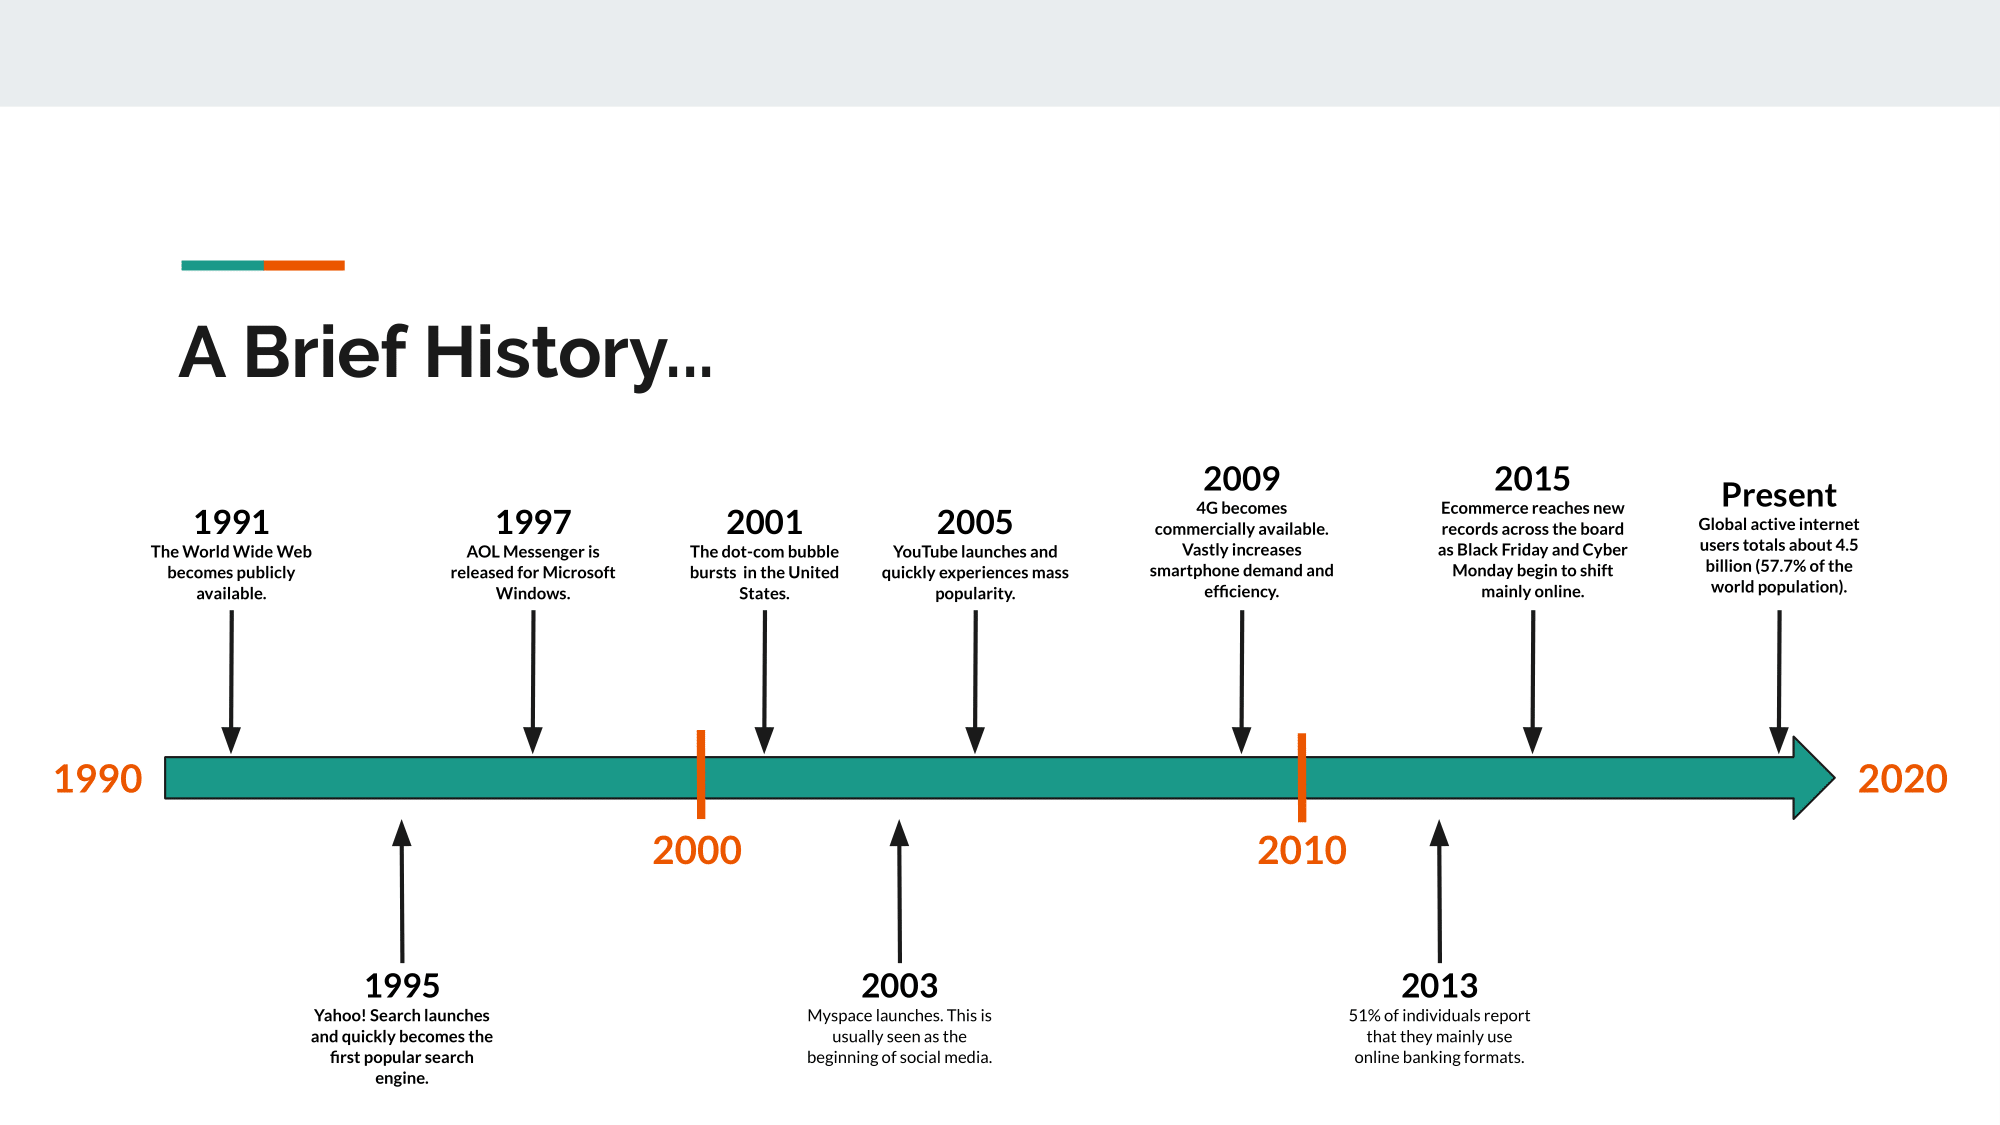 A Brief History...
1991
The World Wide Web
becomes publicly
available.
1997
AOL Messenger is
released for Microsoft
Windows.
2001
The dot-com bubble
bursts  in the United
States.
2005
YouTube launches and
quickly experiences mass
popularity.
2009
4G becomes
commercially available.
Vastly increases
smartphone demand and
efficiency.
2015
Ecommerce reaches new
records across the board
as Black Friday and Cyber
Monday begin to shift
mainly online.
Present
Global active internet
users totals about 4.5
billion (57.7% of the
world population).
1990
2020
2000
2010
1995
Yahoo! Search launches
and quickly becomes the
first popular search
engine.
2003
Myspace launches. This is
usually seen as the
beginning of social media.
2013
51% of individuals report
that they mainly use
online banking formats.